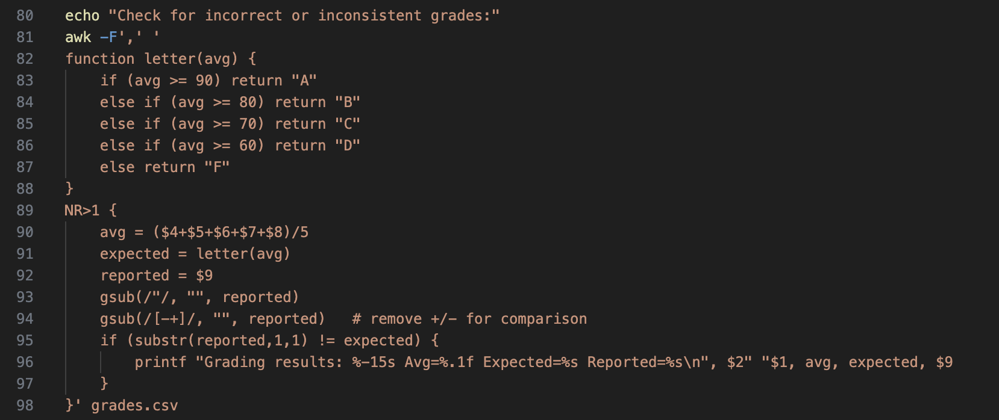 80 echo "Check for incorrect or inconsistent grades:"
81 awk -F',' '
82 function letter(avg) {
83 if (avg >= 90) return "A"
84 else if (avg >= 80) return "B"
85 else if (avg >= 70) return "C"
86 else if (avg >= 60) return "D"
87 else return "F"
88 }
89 NR>1 {
90 avg = ($4+$5+$6+$7+$8)/5
91 expected = letter(avg)
92 reported = $9
93 gsub(/"/, "", reported)
94 gsub(/[-+]/, "", reported)   # remove +/- for comparison
95 if (substr(reported,1,1) != expected) {
96 printf "Grading results: %-15s Avg=%.1f Expected=%s Reported=%s\n", $2" "$1, avg, expected, $9
97 }
98 }' grades.csv